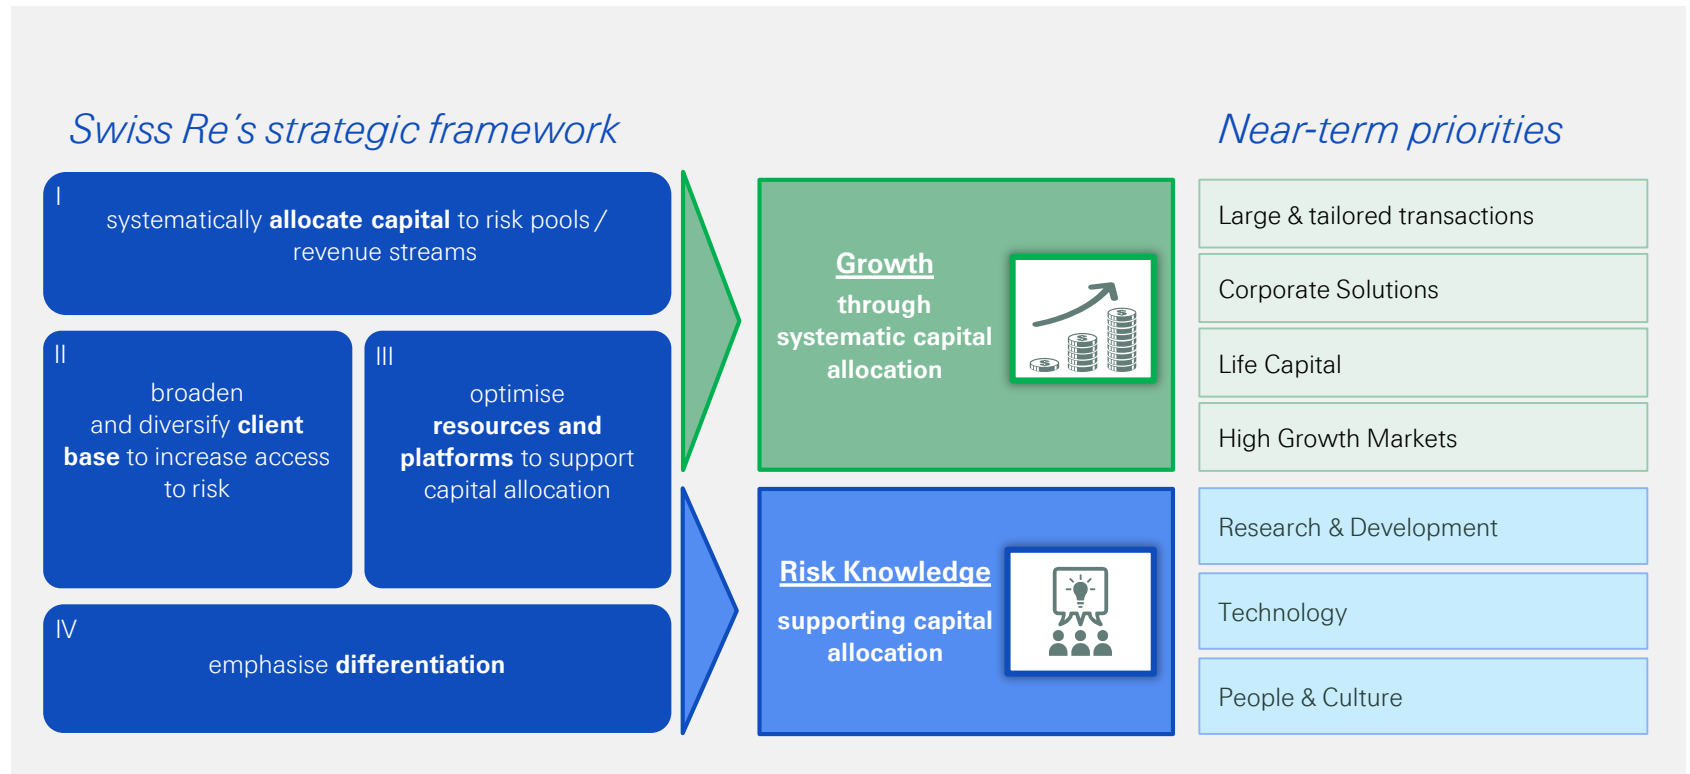 Swiss Re's strategic framework
I
systematically allocate capital to risk pools /
revenue streams
II
broaden
and diversify client
base to increase access
to risk
III
optimise
resources and
platforms to support
capital allocation
IV
emphasise differentiation
Growth
through
systematic capital
allocation
$
$
$
Risk Knowledge
supporting capital
allocation
Near-term priorities
Large & tailored transactions
Corporate Solutions
Life Capital
High Growth Markets
Research & Development
Technology
People & Culture